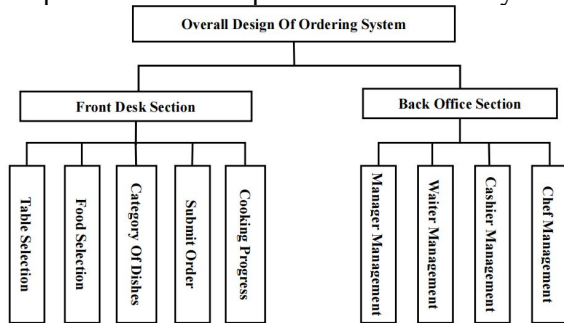 Overall Design Of Ordering System
Front Desk Section
Back Office Section
Table Selection
Food Selection
Category Of Dishes
Submit Order
Cooking Progress
Manager Management
Waiter Management
Cashier Management
Chef Management